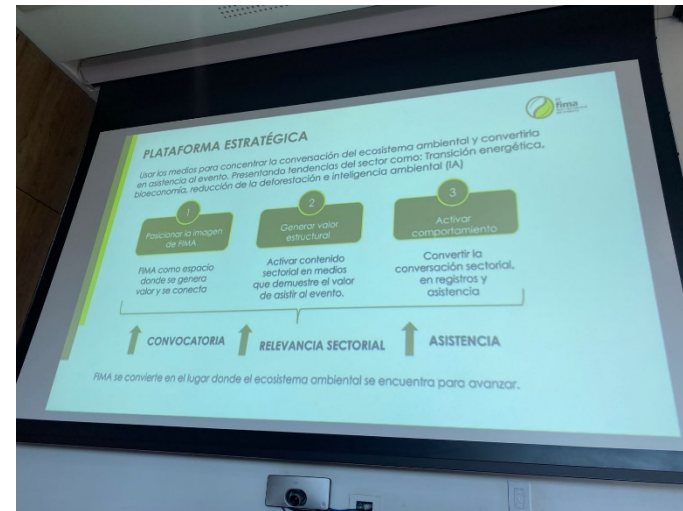 fima
PLATAFORMA ESTRATÉGICA
Usar los medios para concentrar la conversación del ecosistema ambiental y convertirla
en asistencia al evento. Presentando tendencias del sector como: Transición energética,
bioeconomía, reducción de la deforestación e inteligencia ambiental (IA)
1
Posicionar la imagen
de FIMA
FIMA como espacio
donde se genera
valor y se conecta
2
Generar valor
estructural
Activar contenido
sectorial en medios
que demuestre el valor
de asistir al evento.
3
Activar
comportamiento
Convertir la
conversación sectorial,
en registros y
asistencia
CONVOCATORIA
RELEVANCIA SECTORIAL
ASISTENCIA
FIMA se convierte en el lugar donde el ecosistema ambiental se encuentra para avanzar.